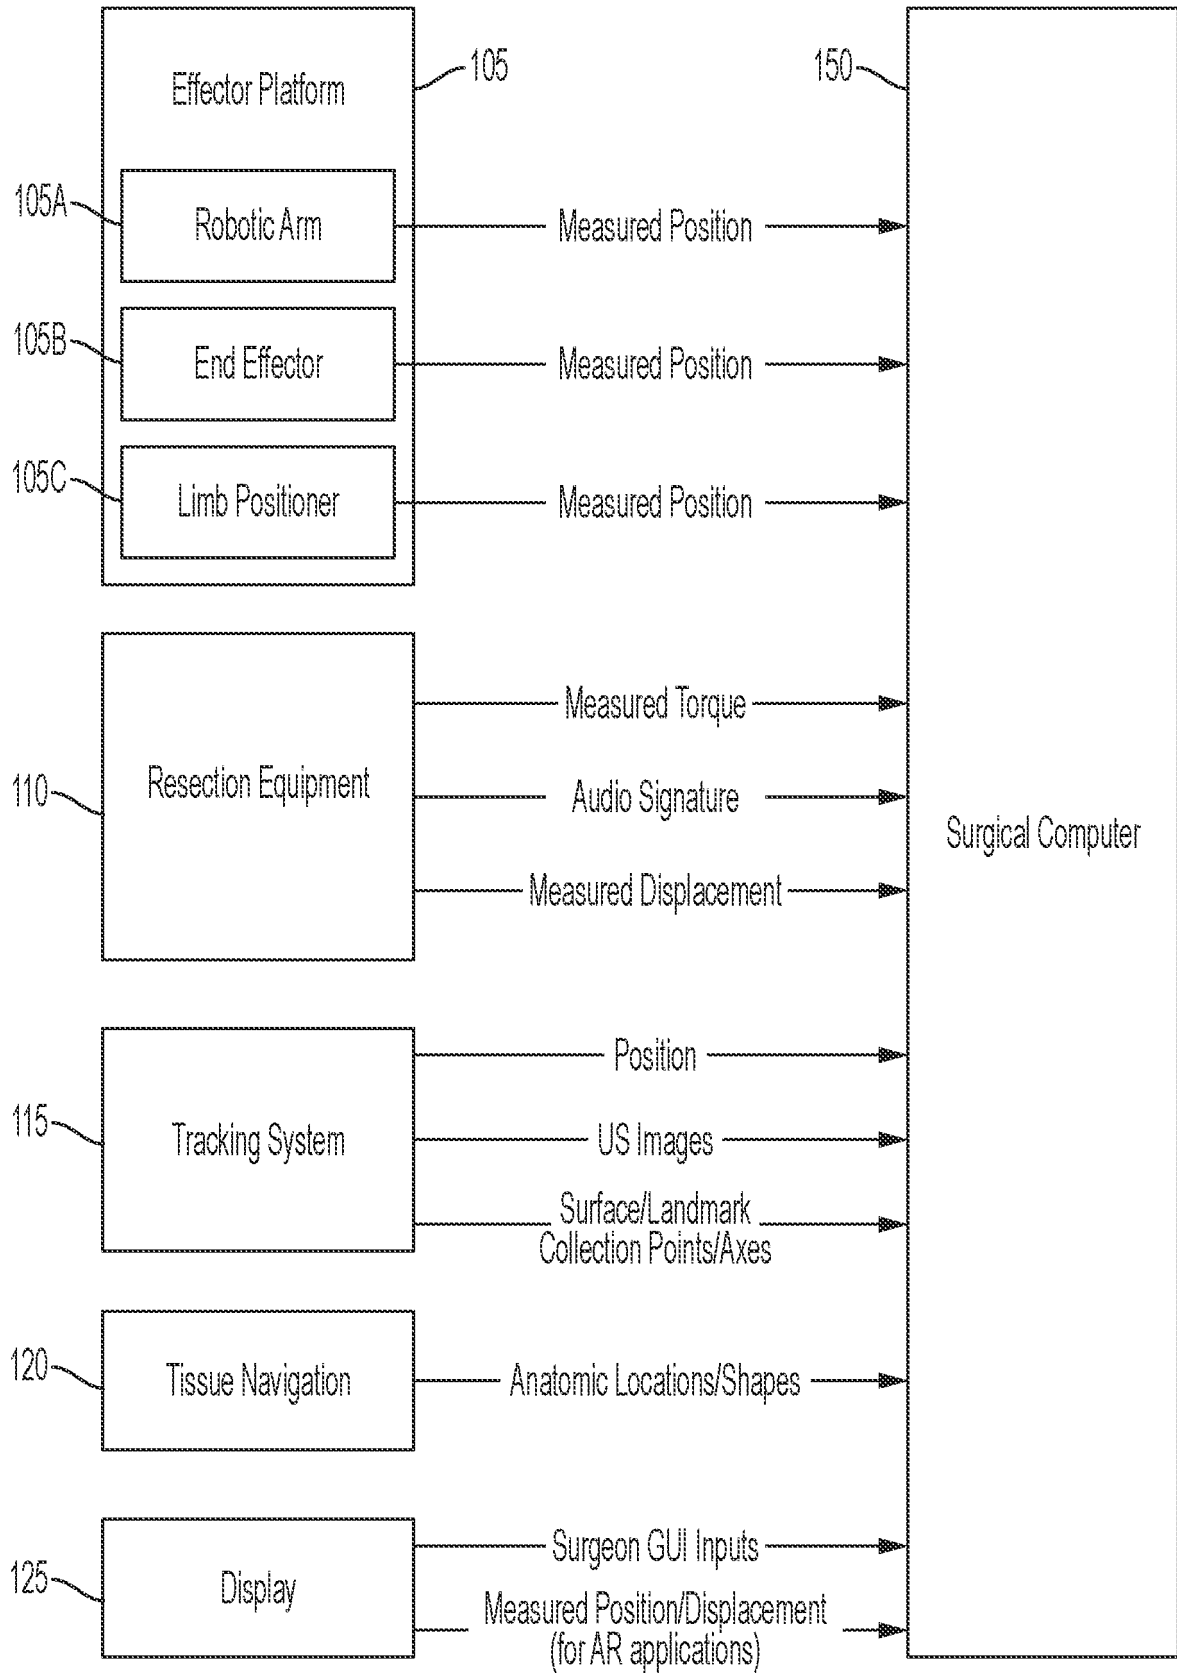 Effector Platform
105
150
105A
Robotic Arm
Measured Position
105B
End Effector
Measured Position
105C
Limb Positioner
Measured Position
110
Resection Equipment
Measured Torque
Audio Signature
Measured Displacement
Surgical Computer
115
Tracking System
Position
US Images
Surface/Landmark
Collection Points/Axes
120
Tissue Navigation
Anatomic Locations/Shapes
125
Display
Surgeon GUI Inputs
Measured Position/Displacement
(for AR applications)